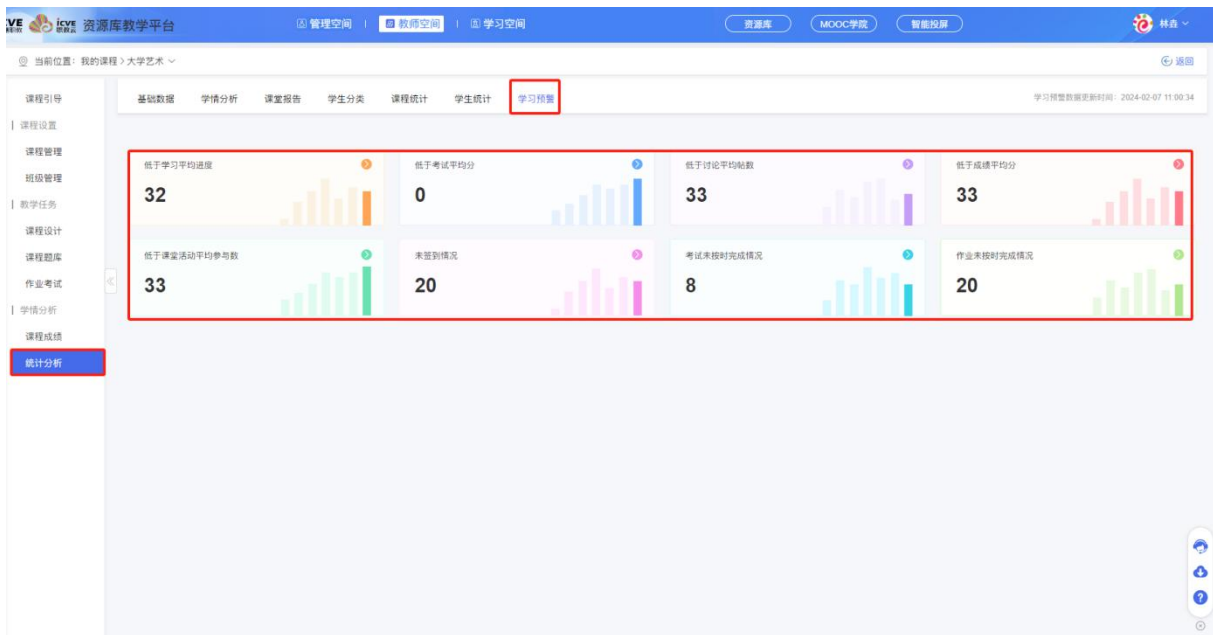 icve 资源库教学平台 管理空间 教师空间 学习空间 资源库 MOOC学院 智能投屏 林垚
当前位置：我的课程 > 大学艺术 返回
课程引导
课程设置
课程管理
班级管理
教学任务
课程设计
课程题库
作业考试
学情分析
课程成绩
统计分析
基础数据 学情分析 课堂报告 学生分类 课程统计 学生统计 学习预警 学习预警数据更新时间：2024-02-07 11:00:34
低于学习平均进度
32
低于考试平均分
0
低于讨论平均帖数
33
低于成绩平均分
33
低于课堂活动平均参与数
33
未签到情况
20
考试未按时完成情况
8
作业未按时完成情况
20